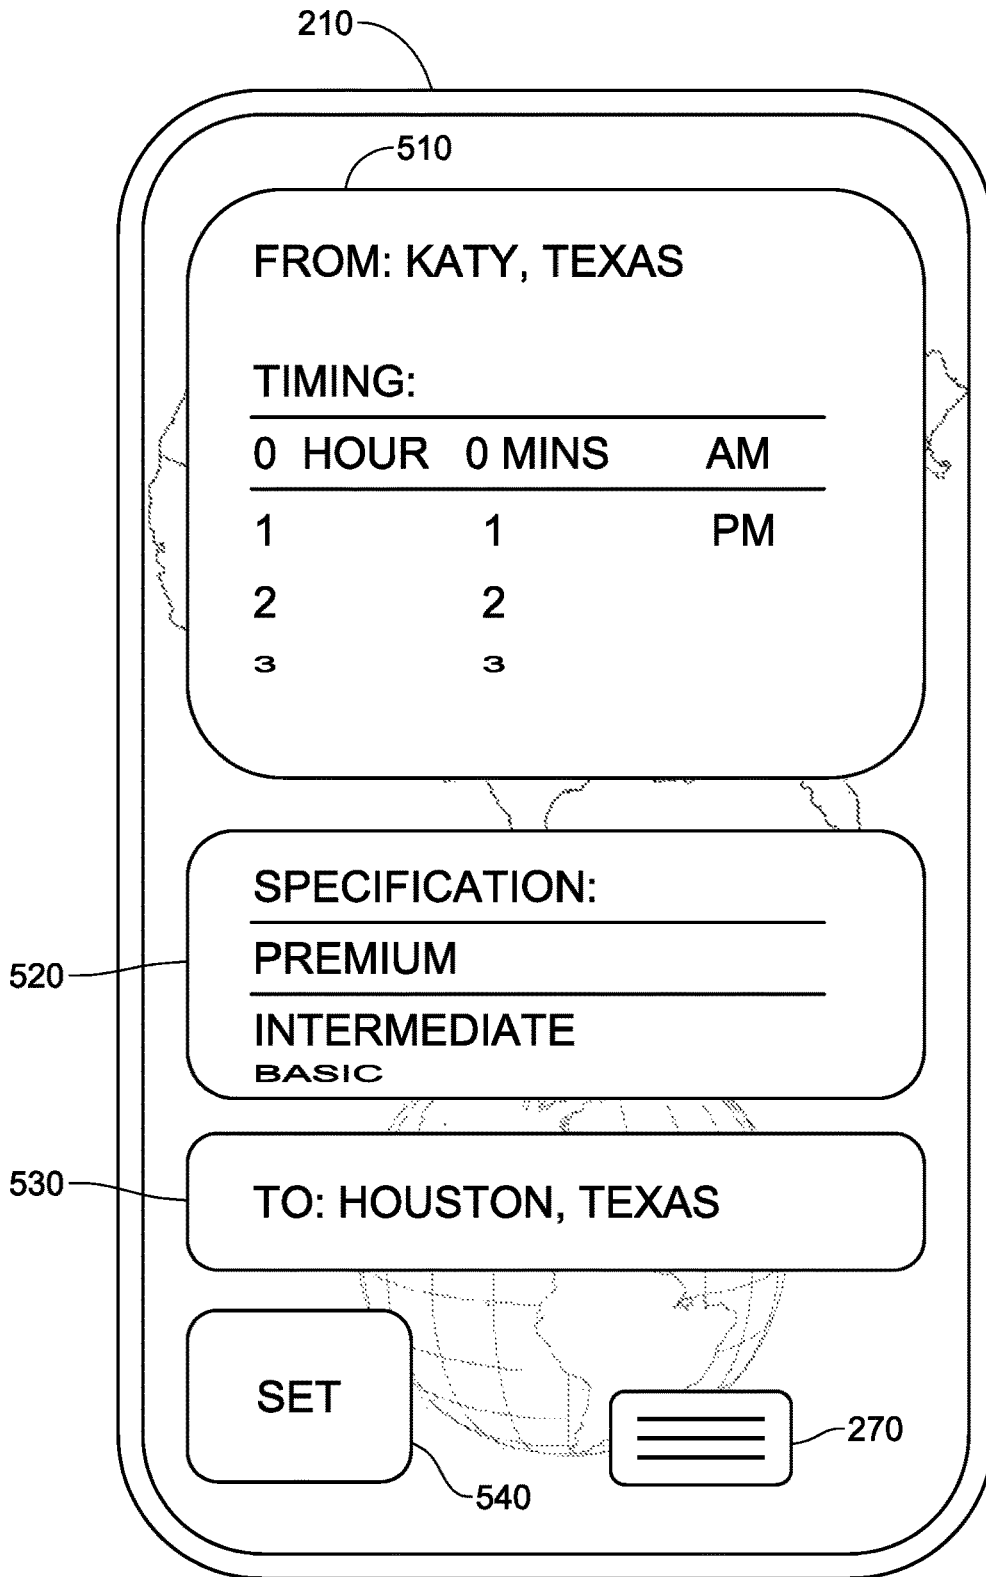 210
510
FROM: KATY, TEXAS
TIMING:
0 HOUR 0 MINS AM
1 1 PM
2 2
3 3
SPECIFICATION:
PREMIUM
520
INTERMEDIATE
BASIC
530
TO: HOUSTON, TEXAS
SET
270
540